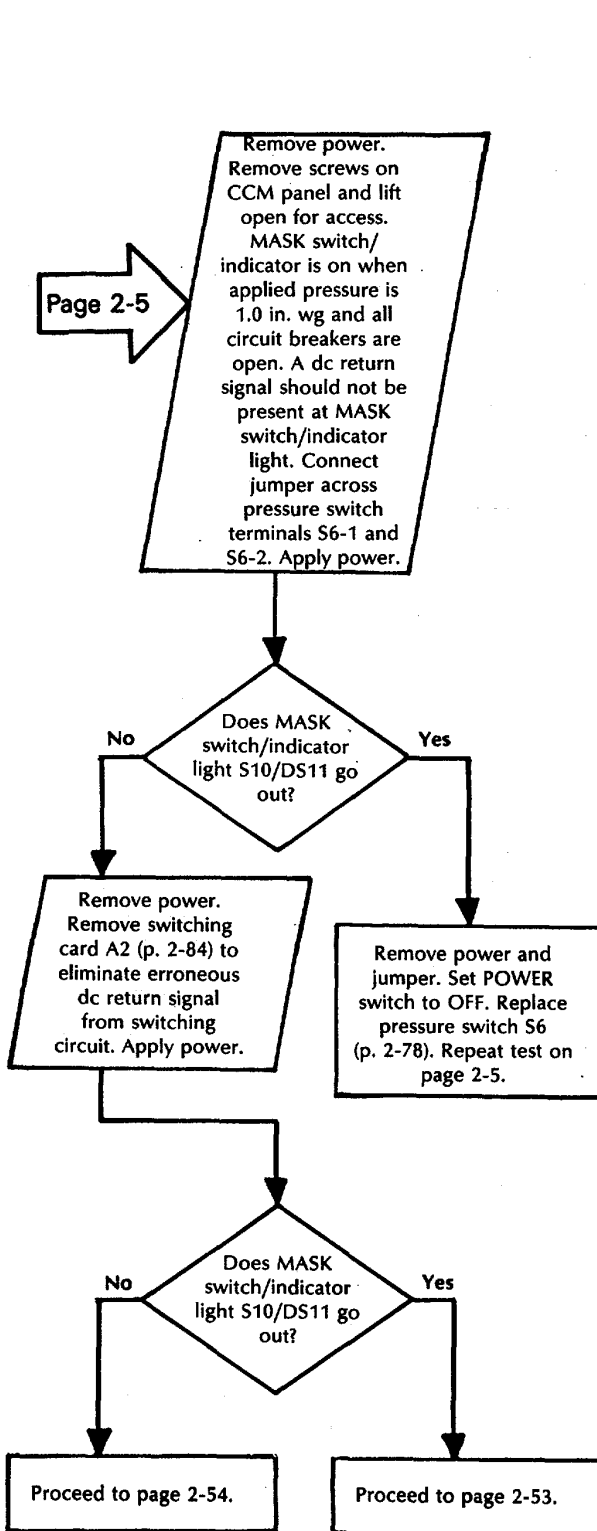 Remove power.
Remove screws on
CCM panel and lift
open for access.
MASK switch/
indicator is on when
applied pressure is
1.0 in. wg and all
circuit breakers are
open. A dc return
signal should not be
present at MASK
switch/indicator
light. Connect
jumper across
pressure switch
terminals S6-1 and
S6-2. Apply power.
Page 2-5
Does MASK
switch/indicator
light S10/DS11 go
out?
No
Yes
Remove power.
Remove switching
card A2 (p. 2-84) to
eliminate erroneous
dc return signal
from switching
circuit. Apply power.
Remove power and
jumper. Set POWER
switch to OFF. Replace
pressure switch S6
(p. 2-78). Repeat test on
page 2-5.
Does MASK
switch/indicator
light S10/DS11 go
out?
No
Yes
Proceed to page 2-54.
Proceed to page 2-53.